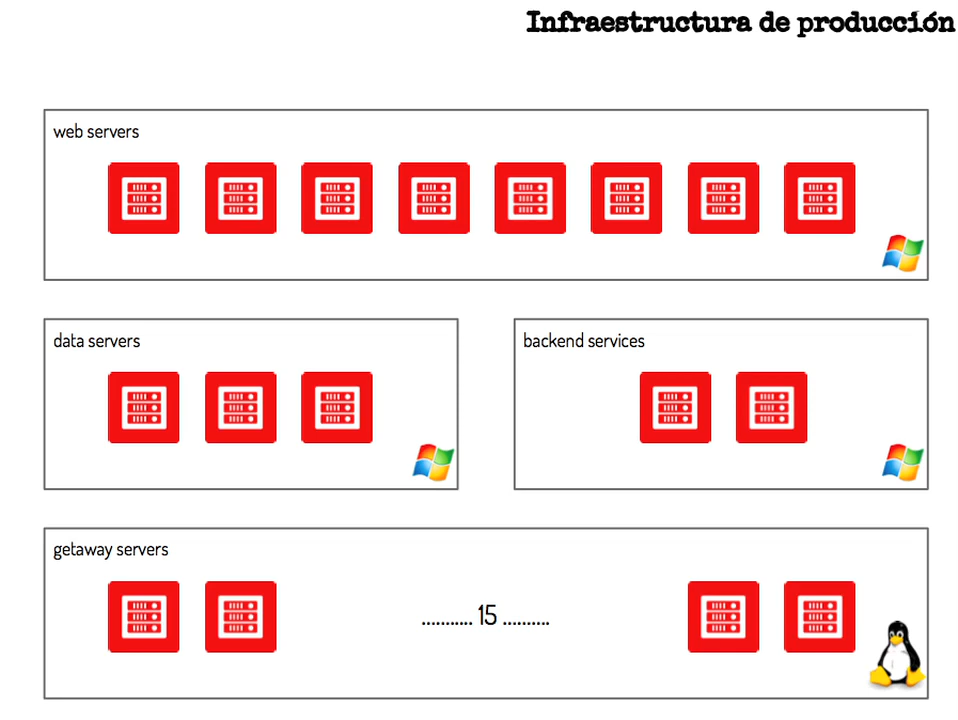 Infraestructura de producción
web servers
data servers
backend services
getaway servers
........... 15 ..........